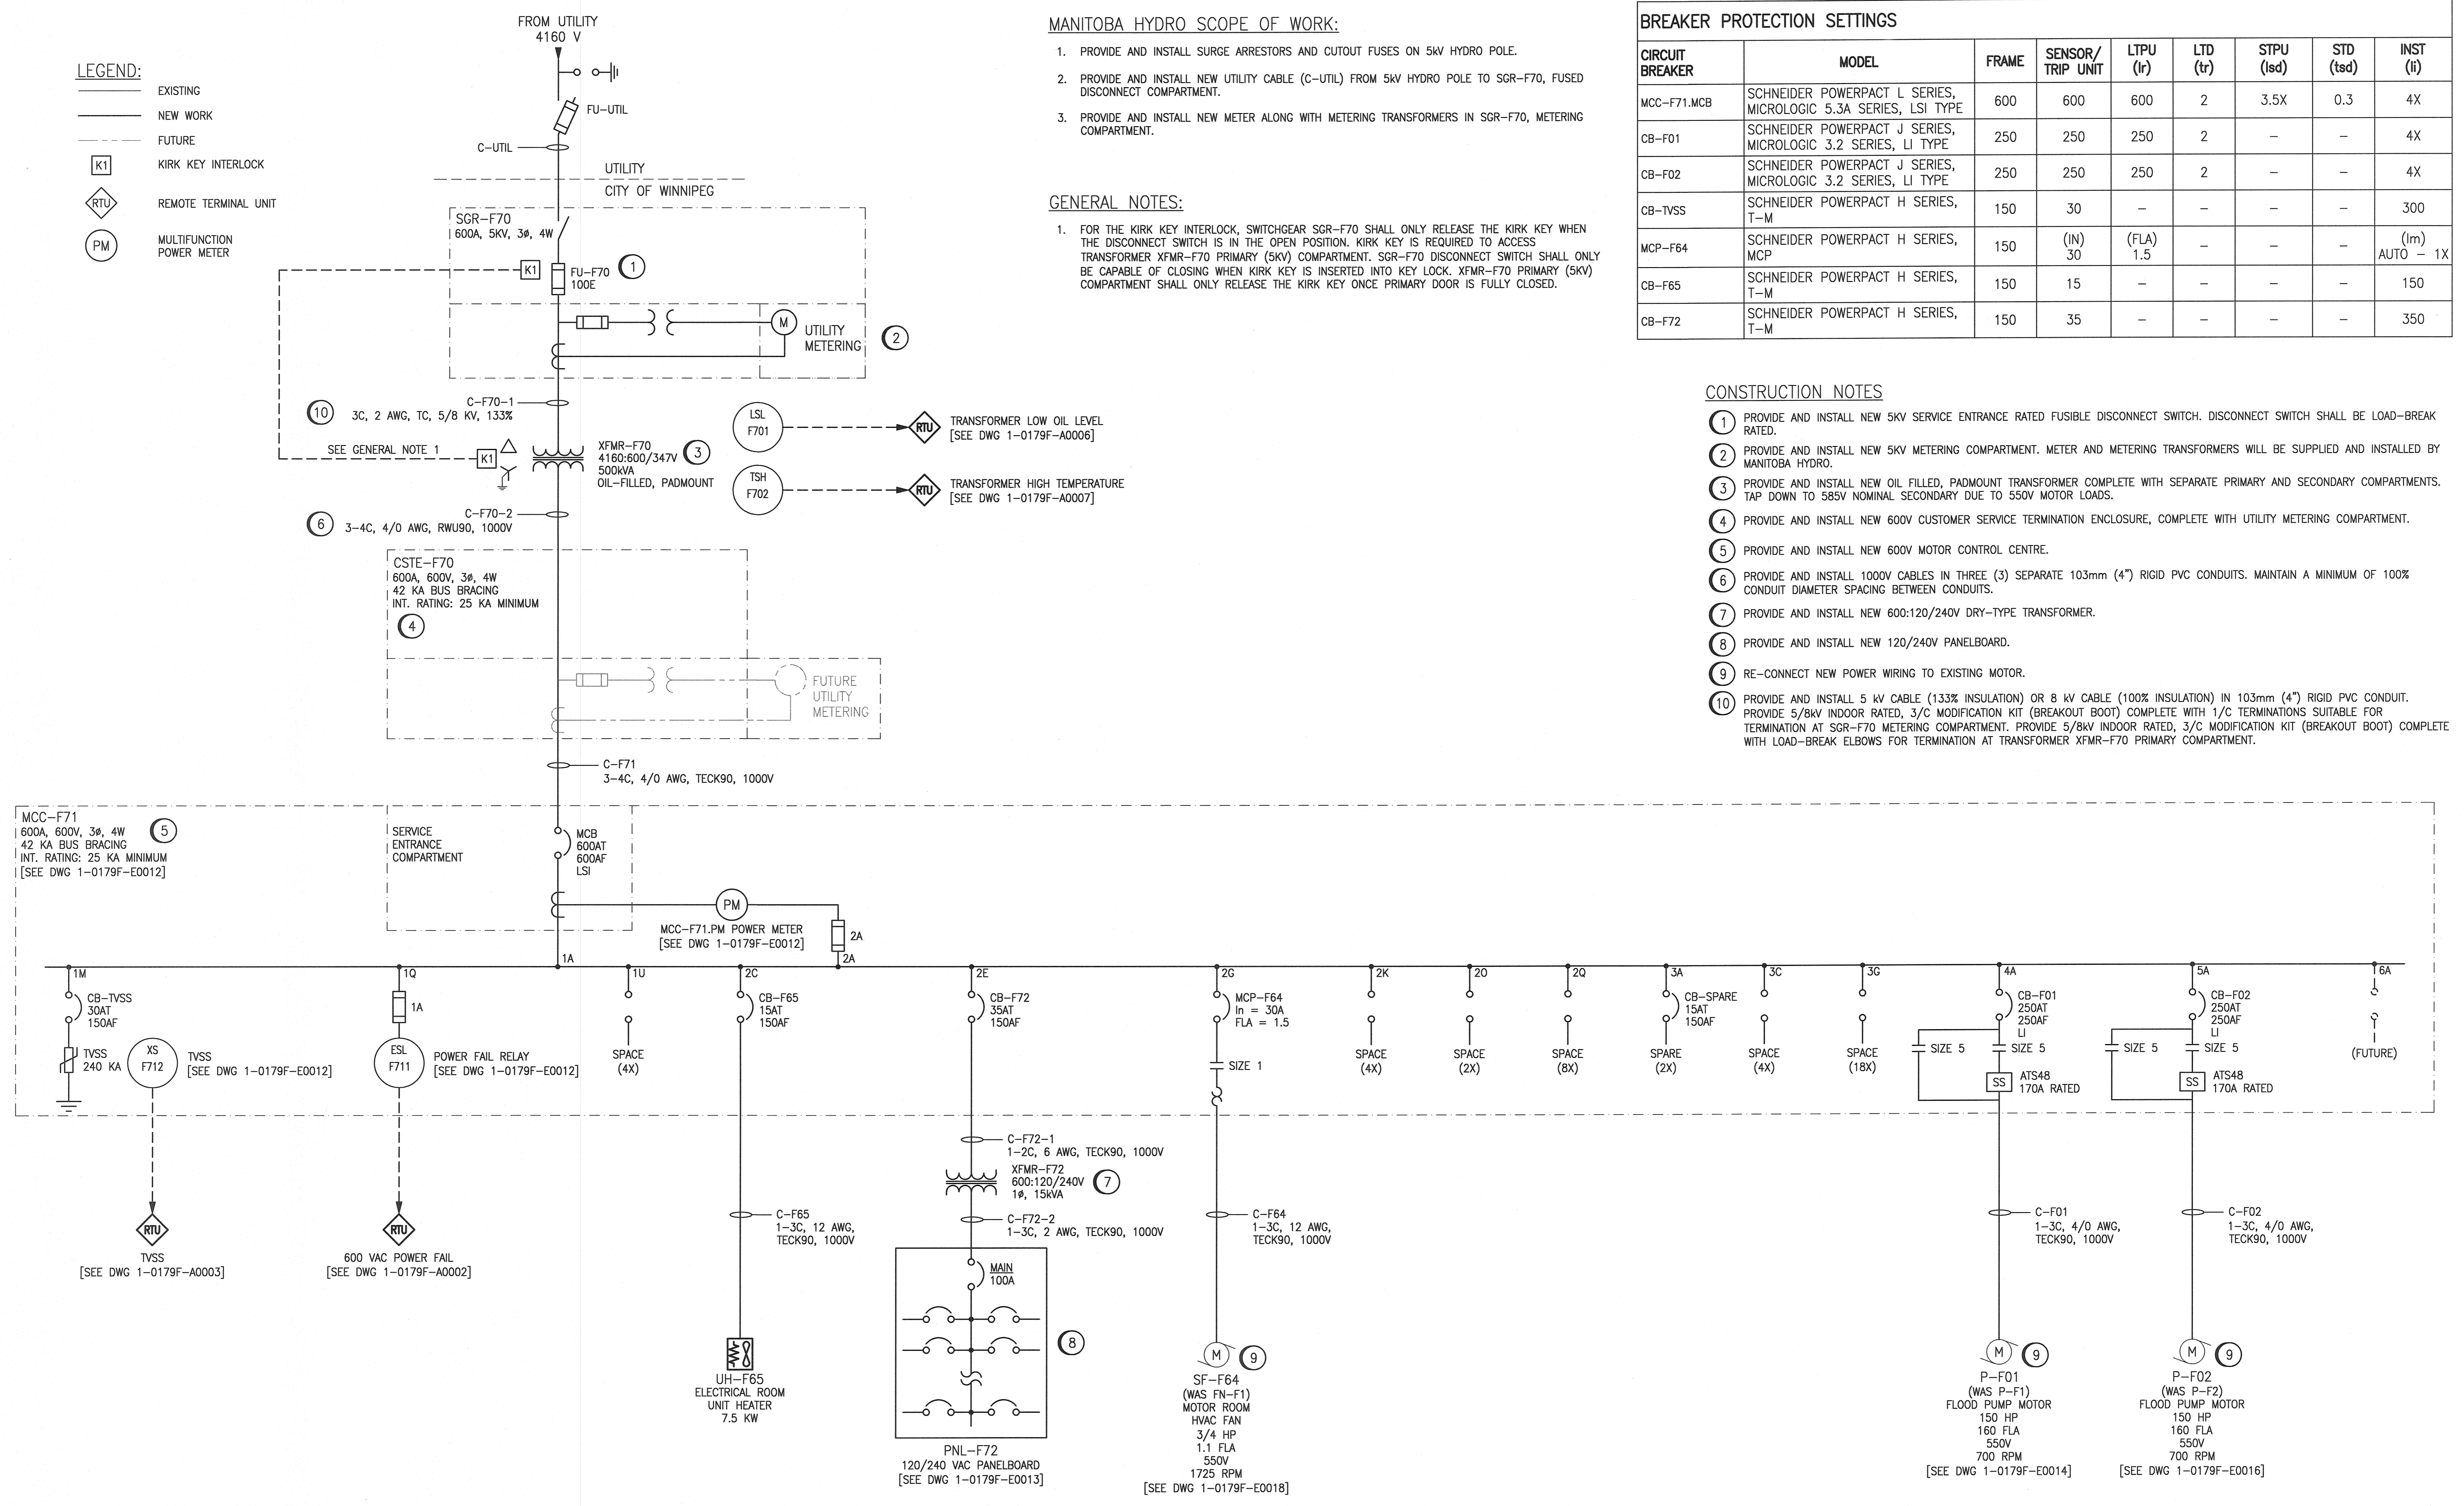 FROM UTILITY
4160 V
FU-UTIL
C-UTIL
UTILITY
CITY OF WINNIPEG
LEGEND:
EXISTING
NEW WORK
FUTURE
K1
KIRK KEY INTERLOCK
RTU
REMOTE TERMINAL UNIT
PM
MULTIFUNCTION
POWER METER
MANITOBA HYDRO SCOPE OF WORK:
1. PROVIDE AND INSTALL SURGE ARRESTORS AND CUTOUT FUSES ON 5kV HYDRO POLE.
2. PROVIDE AND INSTALL NEW UTILITY CABLE (C-UTIL) FROM 5kV HYDRO POLE TO SGR-F70, FUSED
DISCONNECT COMPARTMENT.
3. PROVIDE AND INSTALL NEW METER ALONG WITH METERING TRANSFORMERS IN SGR-F70, METERING
COMPARTMENT.
GENERAL NOTES:
1. FOR THE KIRK KEY INTERLOCK, SWITCHGEAR SGR-F70 SHALL ONLY RELEASE THE KIRK KEY WHEN
THE DISCONNECT SWITCH IS IN THE OPEN POSITION. KIRK KEY IS REQUIRED TO ACCESS
TRANSFORMER XFMR-F70 PRIMARY (5KV) COMPARTMENT. SGR-F70 DISCONNECT SWITCH SHALL ONLY
BE CAPABLE OF CLOSING WHEN KIRK KEY IS INSERTED INTO KEY LOCK. XFMR-F70 PRIMARY (5KV)
COMPARTMENT SHALL ONLY RELEASE THE KIRK KEY ONCE PRIMARY DOOR IS FULLY CLOSED.
BREAKER PROTECTION SETTINGS
CIRCUIT BREAKER MODEL FRAME SENSOR/ TRIP UNIT LTPU (Ir) LTD (tr) STPU (Isd) STD (tsd) INST (Ii)
MCC-F71.MCB SCHNEIDER POWERPACT L SERIES, MICROLOGIC 5.3A SERIES, LSI TYPE 600 600 600 2 3.5X 0.3 4X
CB-F01 SCHNEIDER POWERPACT J SERIES, MICROLOGIC 3.2 SERIES, LI TYPE 250 250 250 2 - - 4X
CB-F02 SCHNEIDER POWERPACT J SERIES, MICROLOGIC 3.2 SERIES, LI TYPE 250 250 250 2 - - 4X
CB-TVSS SCHNEIDER POWERPACT H SERIES, T-M 150 30 - - - - 300
MCP-F64 SCHNEIDER POWERPACT H SERIES, MCP 150 (IN) 30 (FLA) 1.5 - - - (Im) AUTO - 1X
CB-F65 SCHNEIDER POWERPACT H SERIES, T-M 150 15 - - - - 150
CB-F72 SCHNEIDER POWERPACT H SERIES, T-M 150 35 - - - - 350
CONSTRUCTION NOTES
1 PROVIDE AND INSTALL NEW 5KV SERVICE ENTRANCE RATED FUSIBLE DISCONNECT SWITCH. DISCONNECT SWITCH SHALL BE LOAD-BREAK
RATED.
2 PROVIDE AND INSTALL NEW 5KV METERING COMPARTMENT. METER AND METERING TRANSFORMERS WILL BE SUPPLIED AND INSTALLED BY
MANITOBA HYDRO.
3 PROVIDE AND INSTALL NEW OIL FILLED, PADMOUNT TRANSFORMER COMPLETE WITH SEPARATE PRIMARY AND SECONDARY COMPARTMENTS.
TAP DOWN TO 585V NOMINAL SECONDARY DUE TO 550V MOTOR LOADS.
4 PROVIDE AND INSTALL NEW 600V CUSTOMER SERVICE TERMINATION ENCLOSURE, COMPLETE WITH UTILITY METERING COMPARTMENT.
5 PROVIDE AND INSTALL NEW 600V MOTOR CONTROL CENTRE.
6 PROVIDE AND INSTALL 1000V CABLES IN THREE (3) SEPARATE 103mm (4") RIGID PVC CONDUITS. MAINTAIN A MINIMUM OF 100%
CONDUIT DIAMETER SPACING BETWEEN CONDUITS.
7 PROVIDE AND INSTALL NEW 600:120/240V DRY-TYPE TRANSFORMER.
8 PROVIDE AND INSTALL NEW 120/240V PANELBOARD.
9 RE-CONNECT NEW POWER WIRING TO EXISTING MOTOR.
10 PROVIDE AND INSTALL 5 kV CABLE (133% INSULATION) OR 8 kV CABLE (100% INSULATION) IN 103mm (4") RIGID PVC CONDUIT.
PROVIDE 5/8kV INDOOR RATED, 3/C MODIFICATION KIT (BREAKOUT BOOT) COMPLETE WITH 1/C TERMINATIONS SUITABLE FOR
TERMINATION AT SGR-F70 METERING COMPARTMENT. PROVIDE 5/8kV INDOOR RATED, 3/C MODIFICATION KIT (BREAKOUT BOOT) COMPLETE
WITH LOAD-BREAK ELBOWS FOR TERMINATION AT TRANSFORMER XFMR-F70 PRIMARY COMPARTMENT.
SGR-F70
600A, 5KV, 3ø, 4W
K1
FU-F70
100E
1
M
UTILITY
METERING
2
10
C-F70-1
3C, 2 AWG, TC, 5/8 KV, 133%
SEE GENERAL NOTE 1
K1
XFMR-F70
4160:600/347V
500kVA
OIL-FILLED, PADMOUNT
3
LSL
F701
RTU
TRANSFORMER LOW OIL LEVEL
[SEE DWG 1-0179F-A0006]
TSH
F702
RTU
TRANSFORMER HIGH TEMPERATURE
[SEE DWG 1-0179F-A0007]
6
C-F70-2
3-4C, 4/0 AWG, RWU90, 1000V
CSTE-F70
600A, 600V, 3ø, 4W
42 KA BUS BRACING
INT. RATING: 25 KA MINIMUM
4
FUTURE
UTILITY
METERING
C-F71
3-4C, 4/0 AWG, TECK90, 1000V
MCC-F71
600A, 600V, 3ø, 4W
42 KA BUS BRACING
INT. RATING: 25 KA MINIMUM
[SEE DWG 1-0179F-E0012]
5
SERVICE
ENTRANCE
COMPARTMENT
MCB
600AT
600AF
LSI
PM
MCC-F71.PM POWER METER
[SEE DWG 1-0179F-E0012]
2A
1M 1Q 1A 1U 2C 2A 2E 2G 2K 2O 2Q 3A 3C 3G 4A 5A 6A
CB-TVSS
30AT
150AF
TVSS
240 KA
XS
F712
TVSS
[SEE DWG 1-0179F-E0012]
RTU
TVSS
[SEE DWG 1-0179F-A0003]
1A
ESL
F711
POWER FAIL RELAY
[SEE DWG 1-0179F-E0012]
RTU
600 VAC POWER FAIL
[SEE DWG 1-0179F-A0002]
SPACE
(4X)
CB-F65
15AT
150AF
C-F65
1-3C, 12 AWG,
TECK90, 1000V
UH-F65
ELECTRICAL ROOM
UNIT HEATER
7.5 KW
CB-F72
35AT
150AF
C-F72-1
1-2C, 6 AWG, TECK90, 1000V
XFMR-F72
600:120/240V
1ø, 15kVA
7
C-F72-2
1-3C, 2 AWG, TECK90, 1000V
MAIN
100A
8
PNL-F72
120/240 VAC PANELBOARD
[SEE DWG 1-0179F-E0013]
MCP-F64
In = 30A
FLA = 1.5
SIZE 1
C-F64
1-3C, 12 AWG,
TECK90, 1000V
M
9
SF-F64
(WAS FN-F1)
MOTOR ROOM
HVAC FAN
3/4 HP
1.1 FLA
550V
1725 RPM
[SEE DWG 1-0179F-E0018]
SPACE
(4X)
SPACE
(2X)
SPACE
(8X)
CB-SPARE
15AT
150AF
SPARE
(2X)
SPACE
(4X)
SPACE
(18X)
CB-F01
250AT
250AF
LI
SIZE 5
SIZE 5
SS
ATS48
170A RATED
C-F01
1-3C, 4/0 AWG,
TECK90, 1000V
M
9
P-F01
(WAS P-F1)
FLOOD PUMP MOTOR
150 HP
160 FLA
550V
700 RPM
[SEE DWG 1-0179F-E0014]
CB-F02
250AT
250AF
LI
SIZE 5
SIZE 5
SS
ATS48
170A RATED
C-F02
1-3C, 4/0 AWG,
TECK90, 1000V
M
9
P-F02
(WAS P-F2)
FLOOD PUMP MOTOR
150 HP
160 FLA
550V
700 RPM
[SEE DWG 1-0179F-E0016]
(FUTURE)